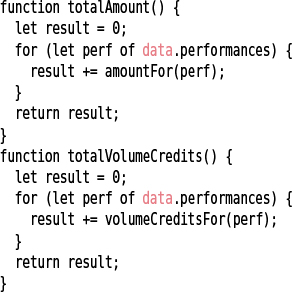 function totalAmount() {
  let result = 0;
  for (let perf of data.performances) {
    result += amountFor(perf);
  }
  return result;
}
function totalVolumeCredits() {
  let result = 0;
  for (let perf of data.performances) {
    result += volumeCreditsFor(perf);
  }
  return result;
}